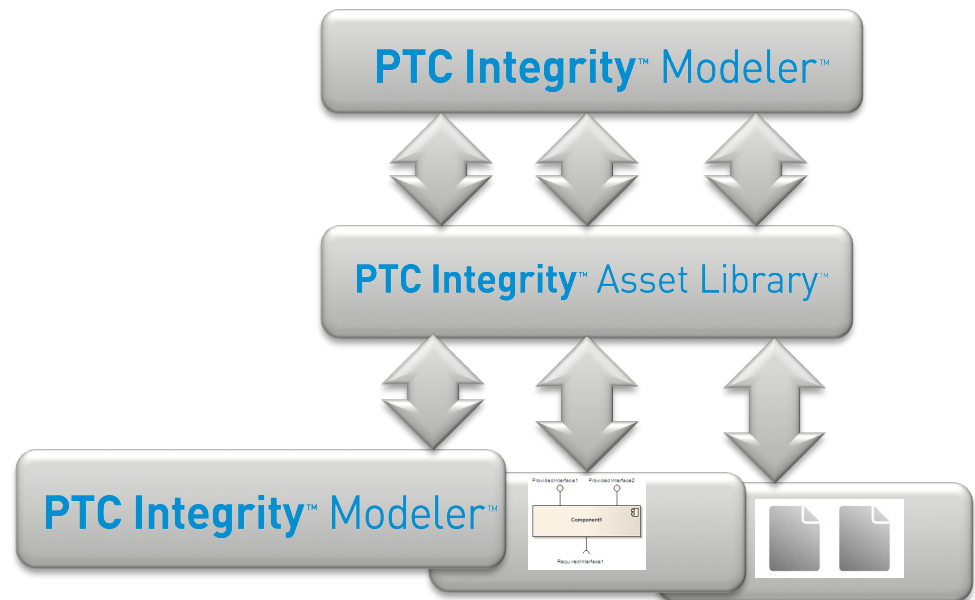 PTC Integrity™ Modeler™
PTC Integrity™ Asset Library™
PTC Integrity™ Modeler™
ProvidedInterface1 ProvidedInterface2
Component1
RequiredInterface1